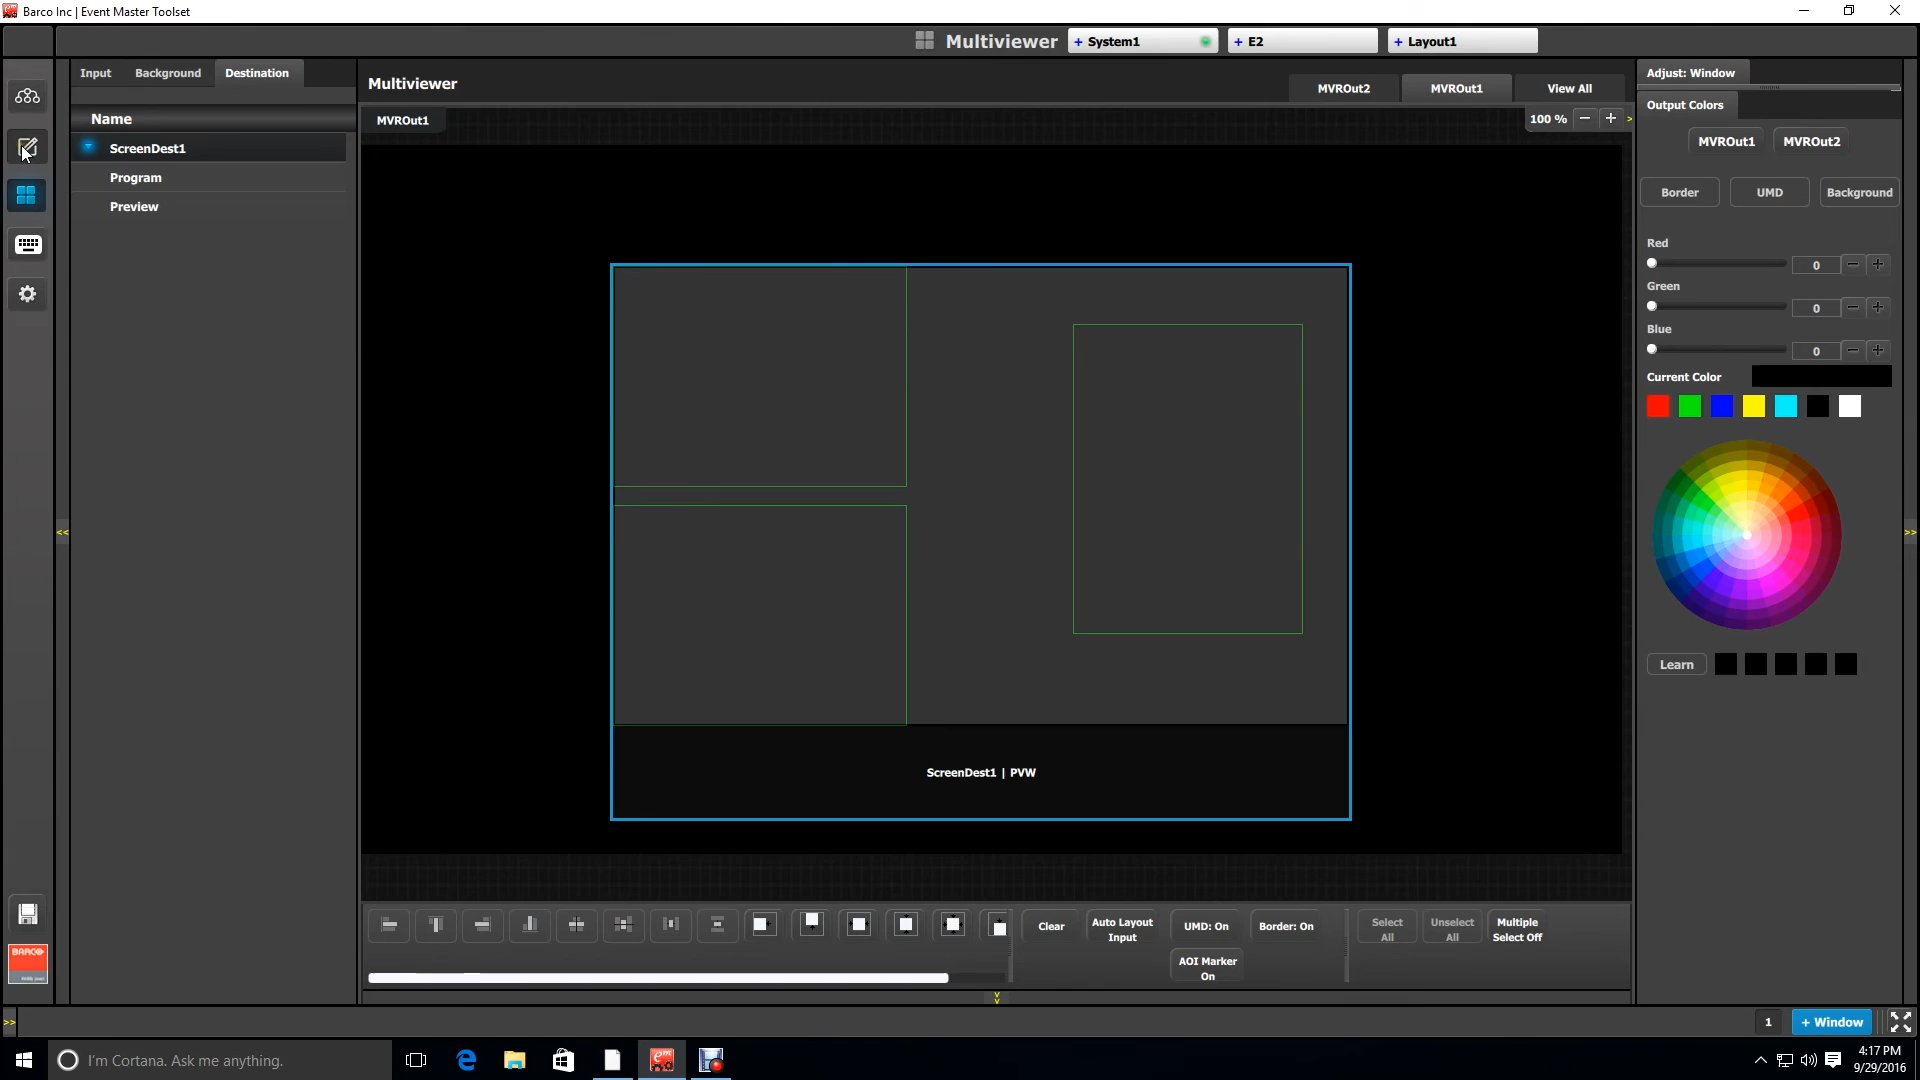 Barco Inc | Event Master Toolset
Multiviewer
+ System1
+ E2
+ Layout1
Input
Background
Destination
Name
ScreenDest1
Program
Preview
Multiviewer
MVROut2
MVROut1
View All
MVROut1
100 %
ScreenDest1 | PVW
Clear
Auto Layout
Input
UMD: On
Border: On
AOI Marker
On
Select
All
Unselect
All
Multiple
Select Off
Adjust: Window
Output Colors
MVROut1
MVROut2
Border
UMD
Background
Red
0
Green
0
Blue
0
Current Color
Learn
<<
>>
>>
1
+ Window
BARCO
I'm Cortana. Ask me anything.
4:17 PM
9/29/2016